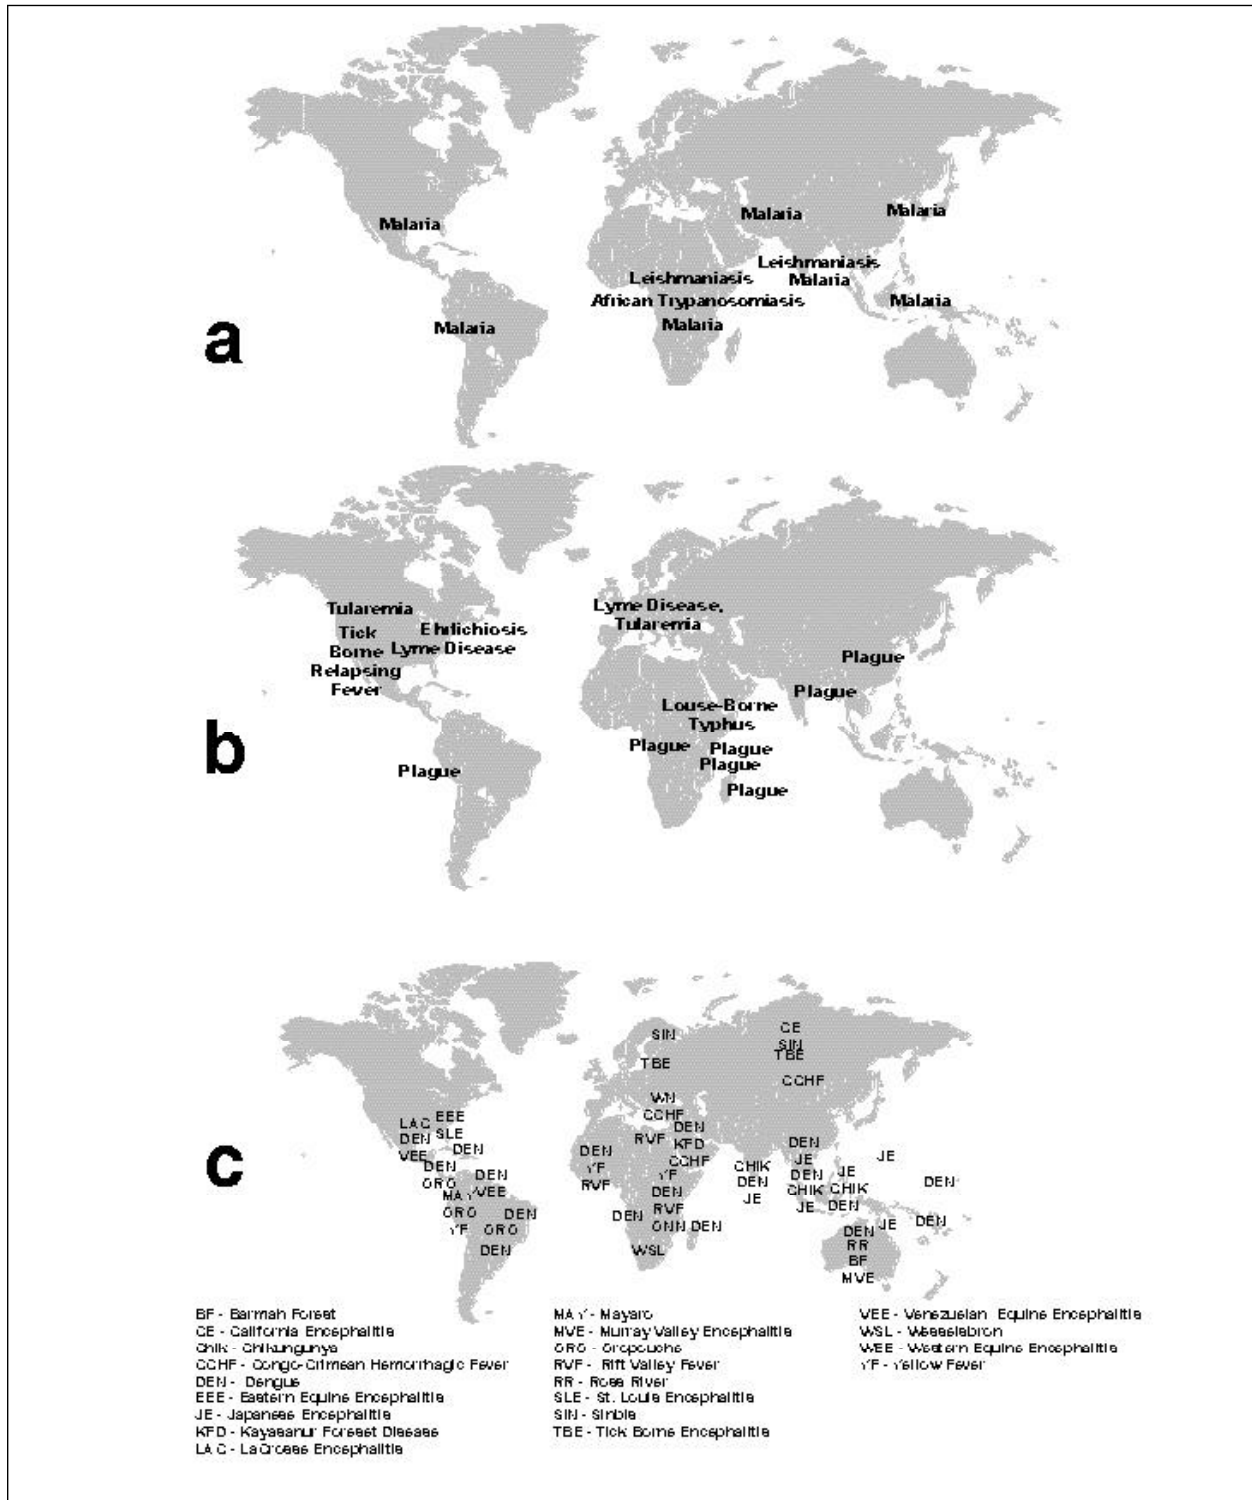 Malaria
Malaria
Malaria
Leishmaniasis
Leishmaniasis
Malaria
African Trypanosomiasis
Malaria
Malaria
Malaria
a
Tularemia
Lyme Disease,
Tularemia
Ehrlichiosis
Tick
Borne
Lyme Disease
Relapsing
Fever
Plague
Plague
Louse-Borne
Typhus
Plague
Plague
Plague
Plague
Plague
b
SIN
CE
SIN
TBE
TBE
CCHF
WN
CCHF
EEE
LAC
DEN
SLE
DEN
RVF
KFD
DEN
DEN
DEN
VEE
CCHF
JE
JE
CHIK
DEN
YF
YF
JE
c
DEN
ORO
DEN
VEE
MAY
RVF
DEN
DEN
JE
DEN
CHIK
CHIK
DEN
ORO
DEN
DEN
RVF
JE
DEN
YF
ORO
ONN
DEN
DEN
JE
DEN
DEN
WSL
RR
BF
MVE
BF - Barmah Forest
CE - California Encephalitis
Chik - Chikungunya
CCHF - Congo-Crimean Hemorrhagic Fever
DEN - Dengue
EEE - Eastern Equine Encephalitis
JE - Japanese Encephalitis
KFD - Kayasanur Foresst Disease
LAC - LaCrosse Encephalitis
MAY - Mayaro
MVE - Murray Valley Encephalitis
ORO - Oropouche
RVF - Rift Valley Fever
RR - Ross River
SLE - St. Louis Encephalitis
SIN - Sinbis
TBE - Tick Borne Encephalitis
VEE - Venezuelan Equine Encephalitis
WSL - Wesselsbron
WEE - Western Equine Encephalitis
YF - Yellow Fever